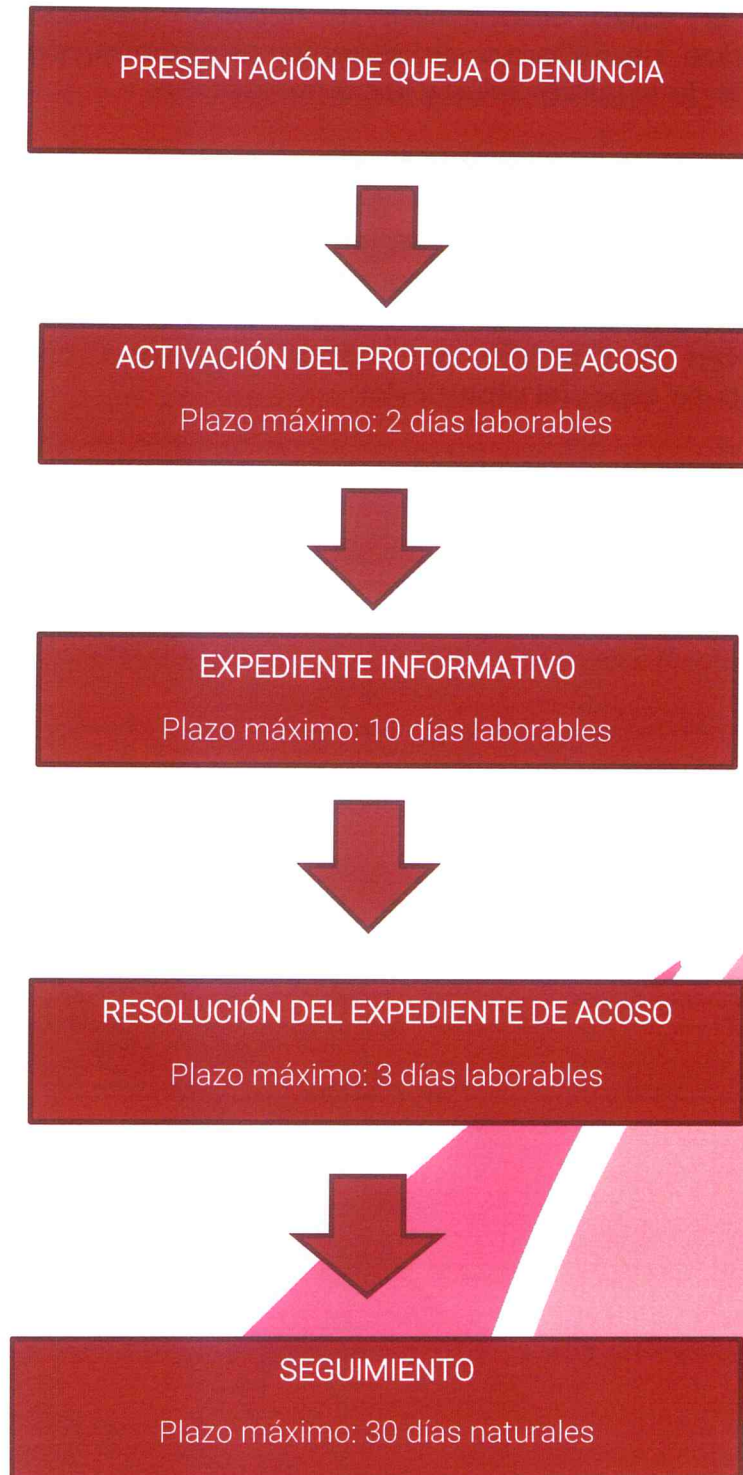 PRESENTACIÓN DE QUEJA O DENUNCIA
ACTIVACIÓN DEL PROTOCOLO DE ACOSO
Plazo máximo: 2 días laborables
EXPEDIENTE INFORMATIVO
Plazo máximo: 10 días laborables
RESOLUCIÓN DEL EXPEDIENTE DE ACOSO
Plazo máximo: 3 días laborables
SEGUIMIENTO
Plazo máximo: 30 días naturales